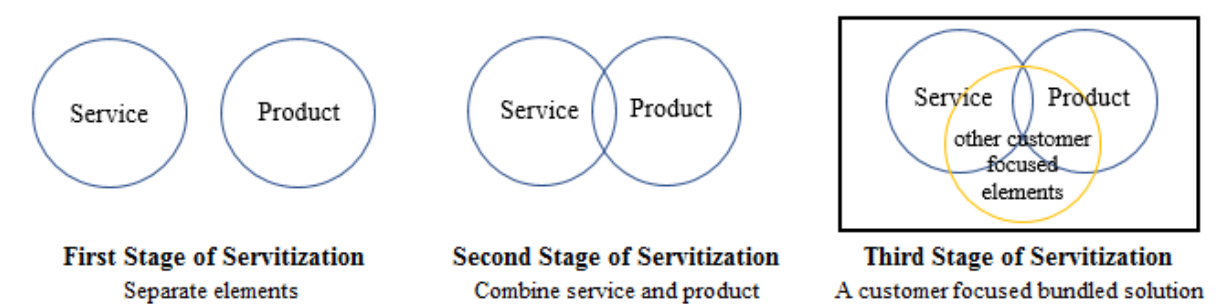 Service
Product
First Stage of Servitization
Separate elements
Service
Product
Second Stage of Servitization
Combine service and product
Service
Product
other customer
focused
elements
Third Stage of Servitization
A customer focused bundled solution